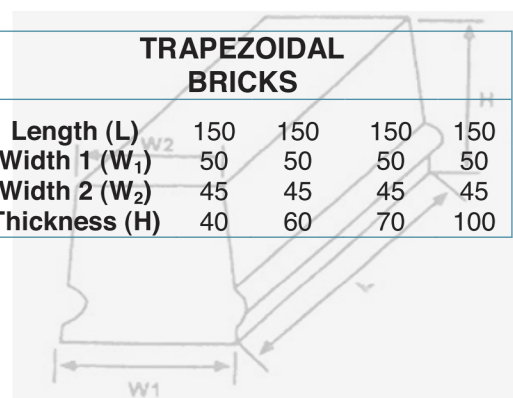 TRAPEZOIDAL
BRICKS
H
Length (L) 150 150 150 150
W2
Width 1 (W₁) 50 50 50 50
Width 2 (W₂) 45 45 45 45
Thickness (H) 40 60 70 100
L
W1